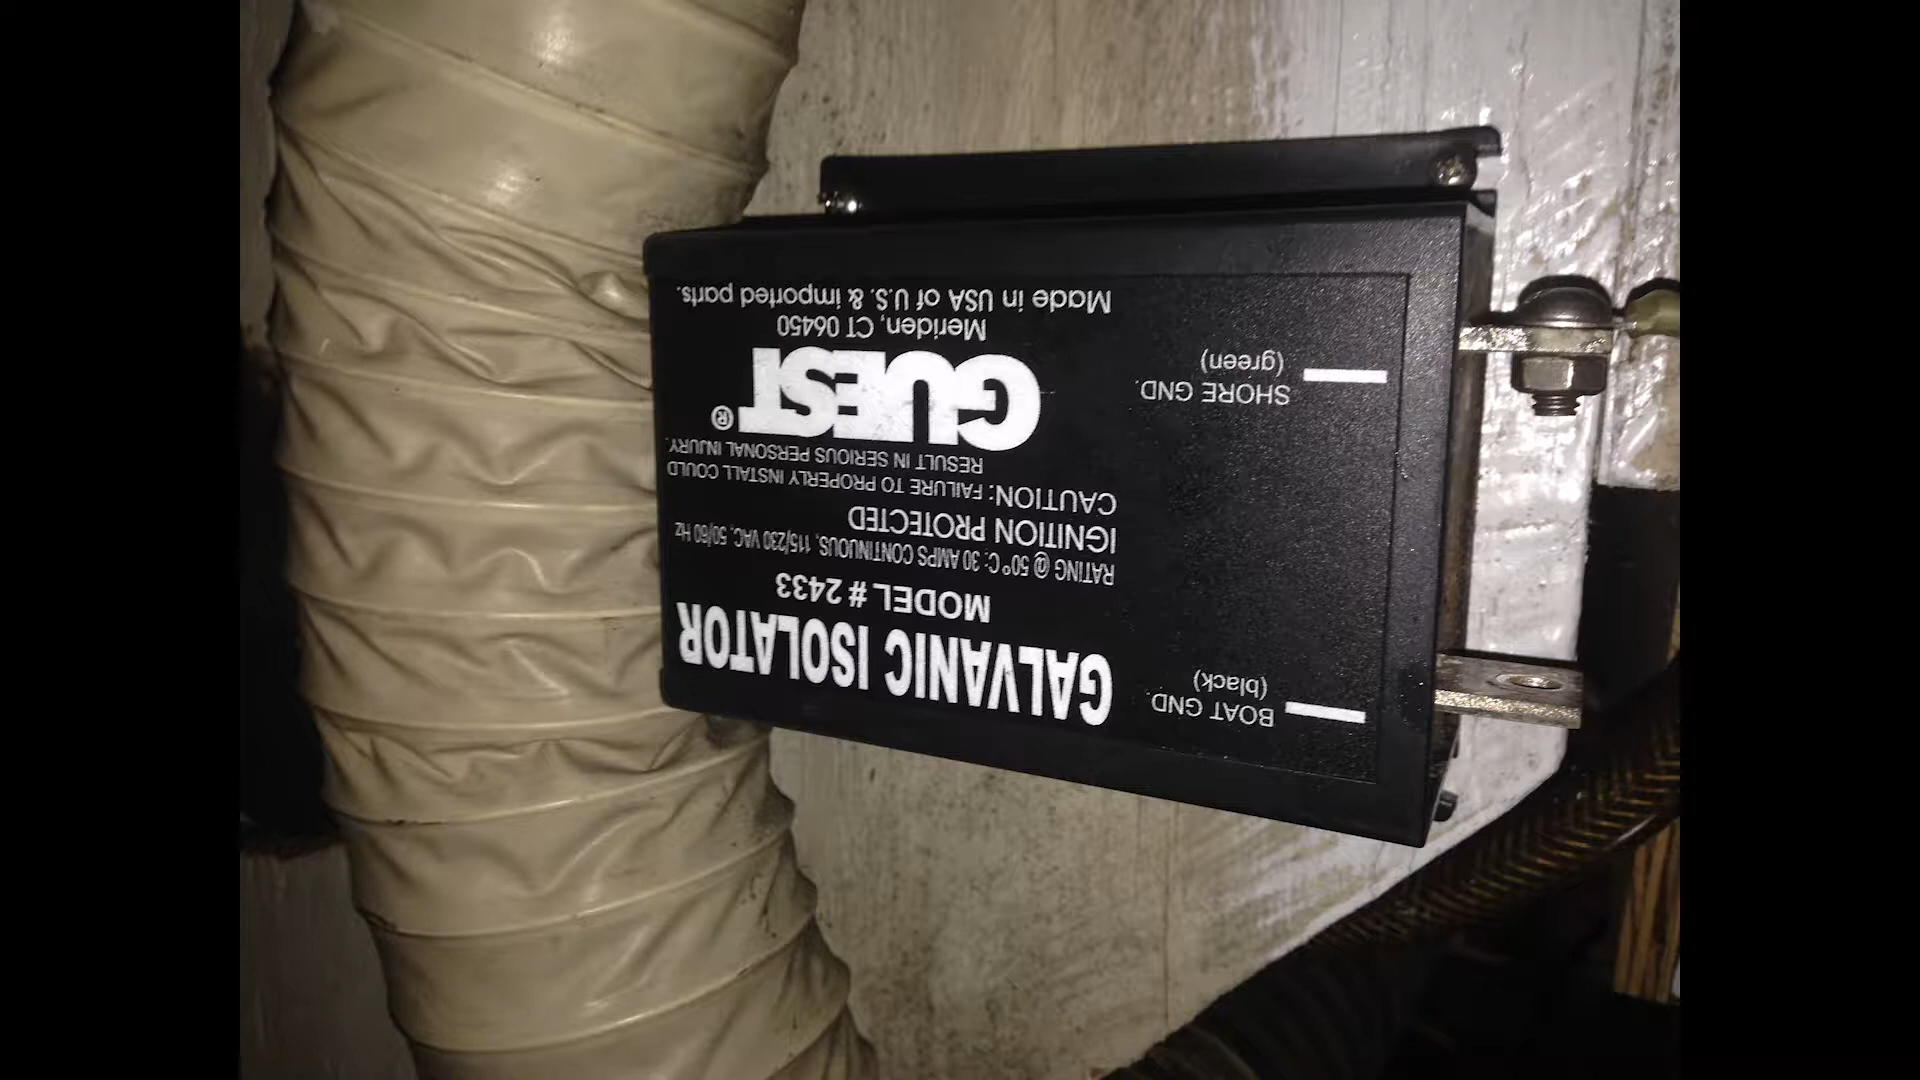 GALVANIC ISOLATOR
MODEL # 2433
RATING @ 50°C: 30 AMPS CONTINUOUS, 115/230 VAC, 50/60 Hz
IGNITION PROTECTED
CAUTION: FAILURE TO PROPERLY INSTALL COULD
RESULT IN SERIOUS PERSONAL INJURY.
GUEST®
Meriden, CT 06450
Made in USA of U.S. & imported parts.
BOAT GND.
(black)
SHORE GND.
(green)